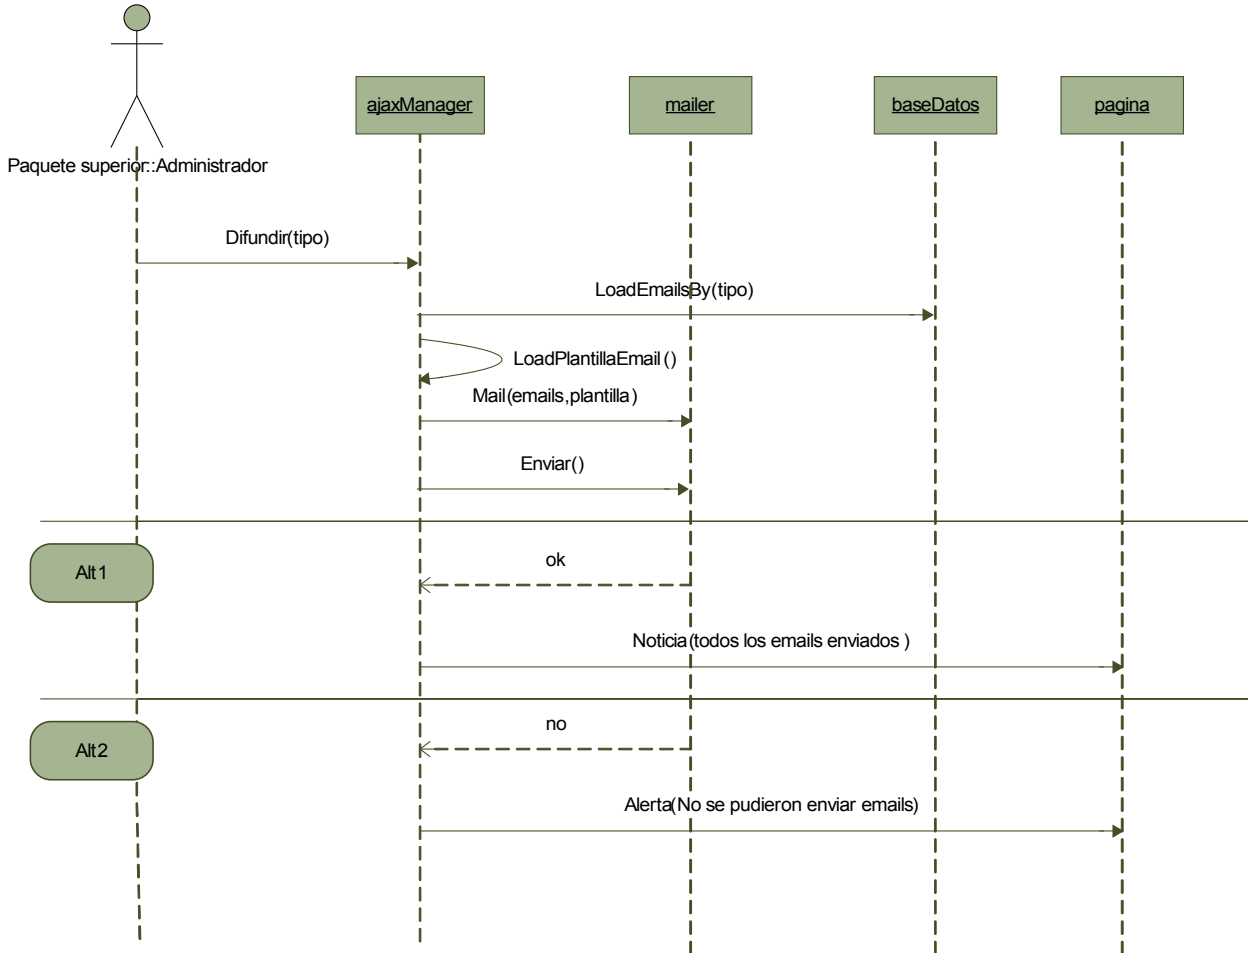 ajaxManager
mailer
baseDatos
pagina
Paquete superior::Administrador
Difundir(tipo)
LoadEmailsBy(tipo)
LoadPlantillaEmail()
Mail(emails,plantilla)
Enviar()
Alt1
ok
Noticia(todos los emails enviados )
Alt2
no
Alerta(No se pudieron enviar emails)